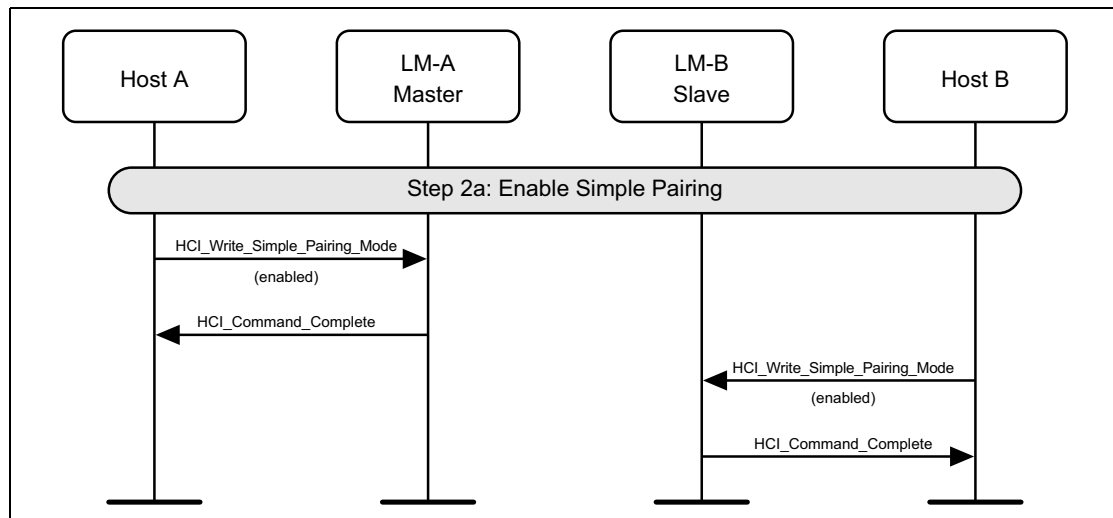 Host A
LM-A
Master
LM-B
Slave
Host B
Step 2a: Enable Simple Pairing
HCI_Write_Simple_Pairing_Mode
(enabled)
HCI_Command_Complete
HCI_Write_Simple_Pairing_Mode
(enabled)
HCI_Command_Complete